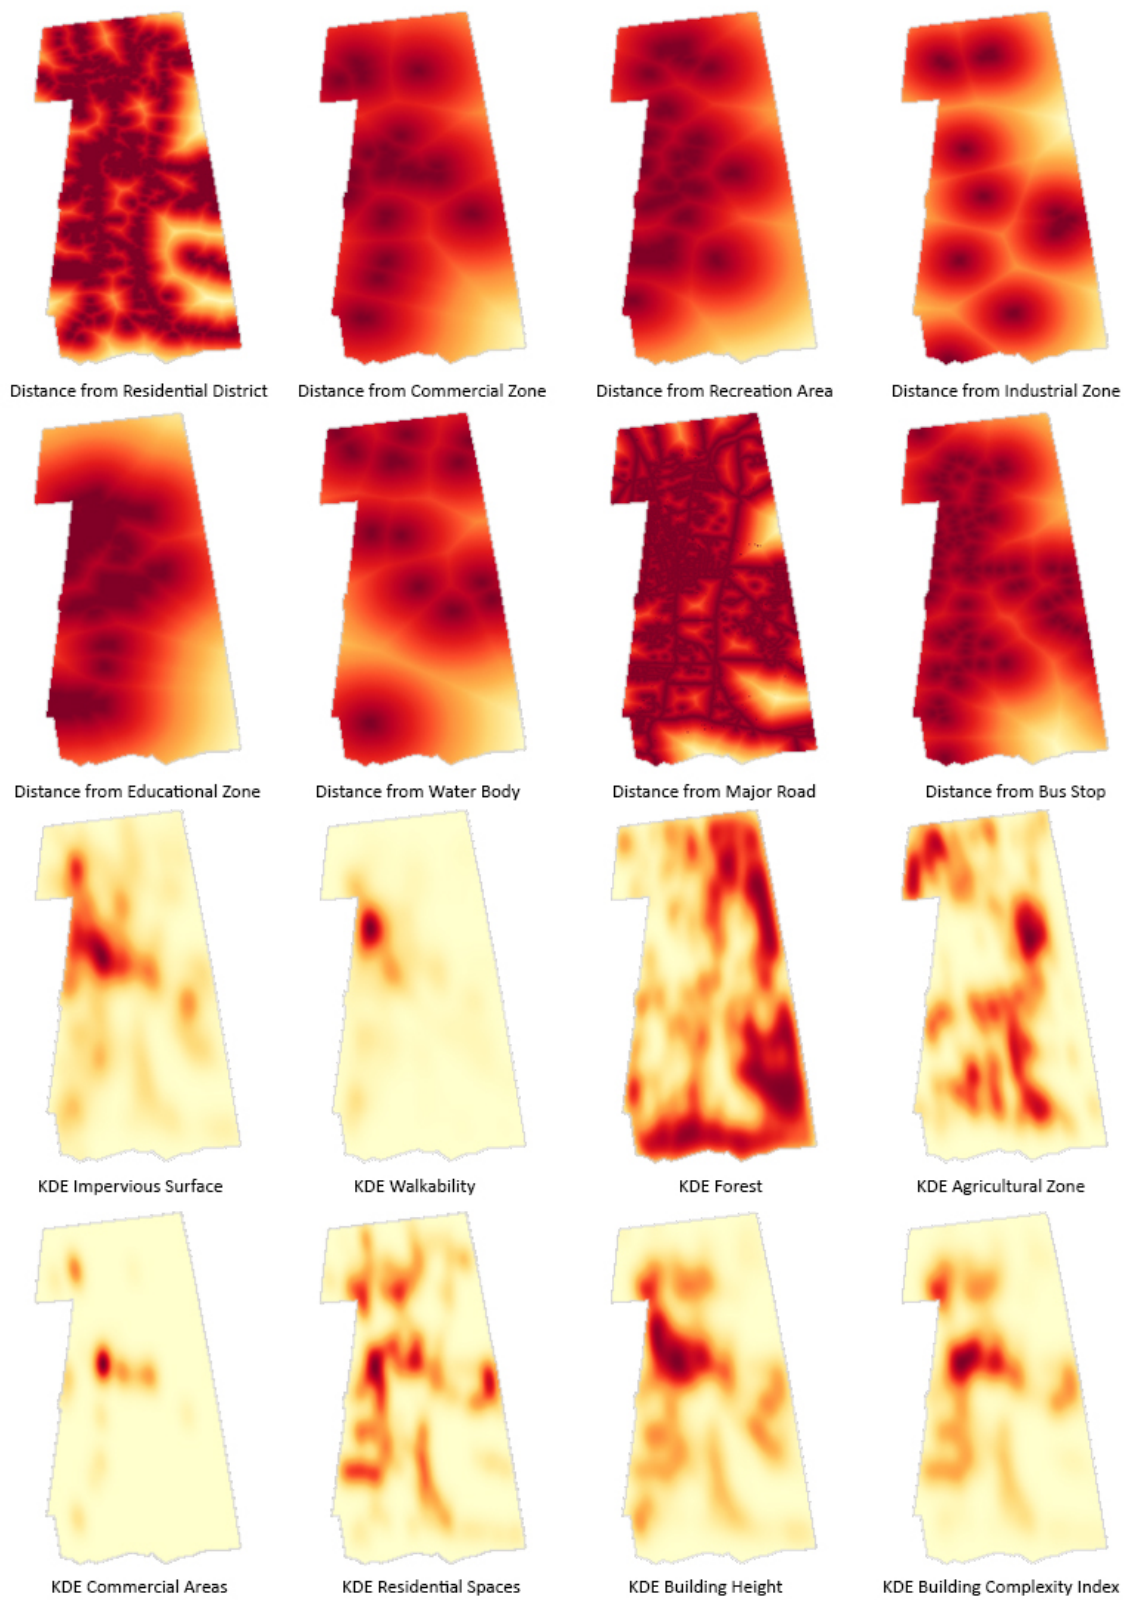 Distance from Residential District
Distance from Commercial Zone
Distance from Recreation Area
Distance from Industrial Zone
Distance from Educational Zone
Distance from Water Body
Distance from Major Road
Distance from Bus Stop
KDE Impervious Surface
KDE Walkability
KDE Forest
KDE Agricultural Zone
KDE Commercial Areas
KDE Residential Spaces
KDE Building Height
KDE Building Complexity Index